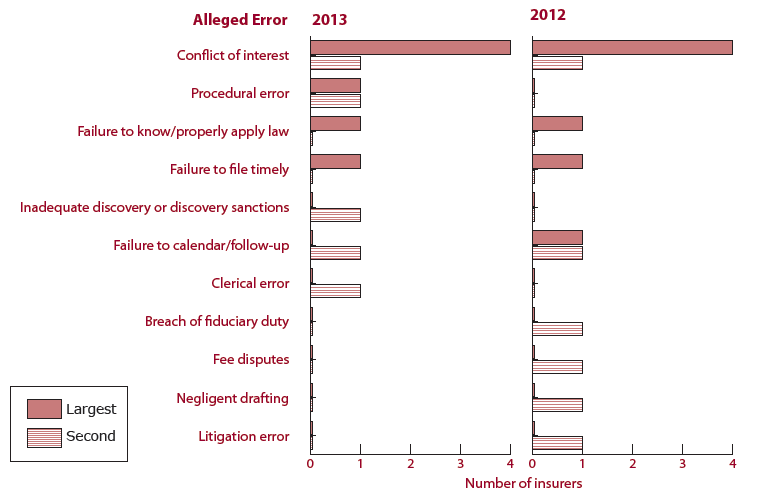 Alleged Error 2013 2012
Conflict of interest
Procedural error
Failure to know/properly apply law
Failure to file timely
Inadequate discovery or discovery sanctions
Failure to calendar/follow-up
Clerical error
Breach of fiduciary duty
Fee disputes
Negligent drafting
Litigation error
Largest
Second
0 1 2 3 4 0 1 2 3 4
Number of insurers